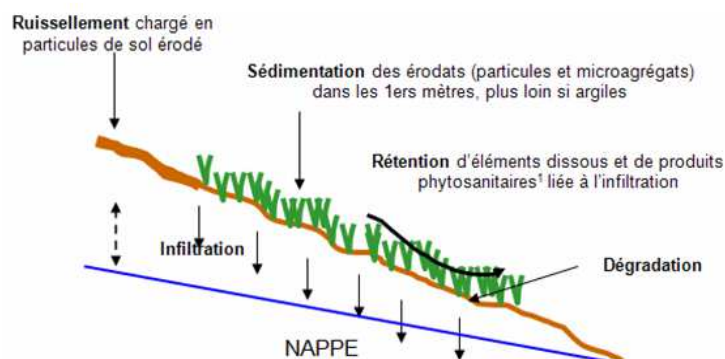 Ruissellement chargé en
particules de sol érodé
Sédimentation des érodats (particules et microagrégats)
dans les 1ers mètres, plus loin si argiles
Rétention d'éléments dissous et de produits
phytosanitaires¹ liée à l'infiltration
Infiltration
Dégradation
NAPPE